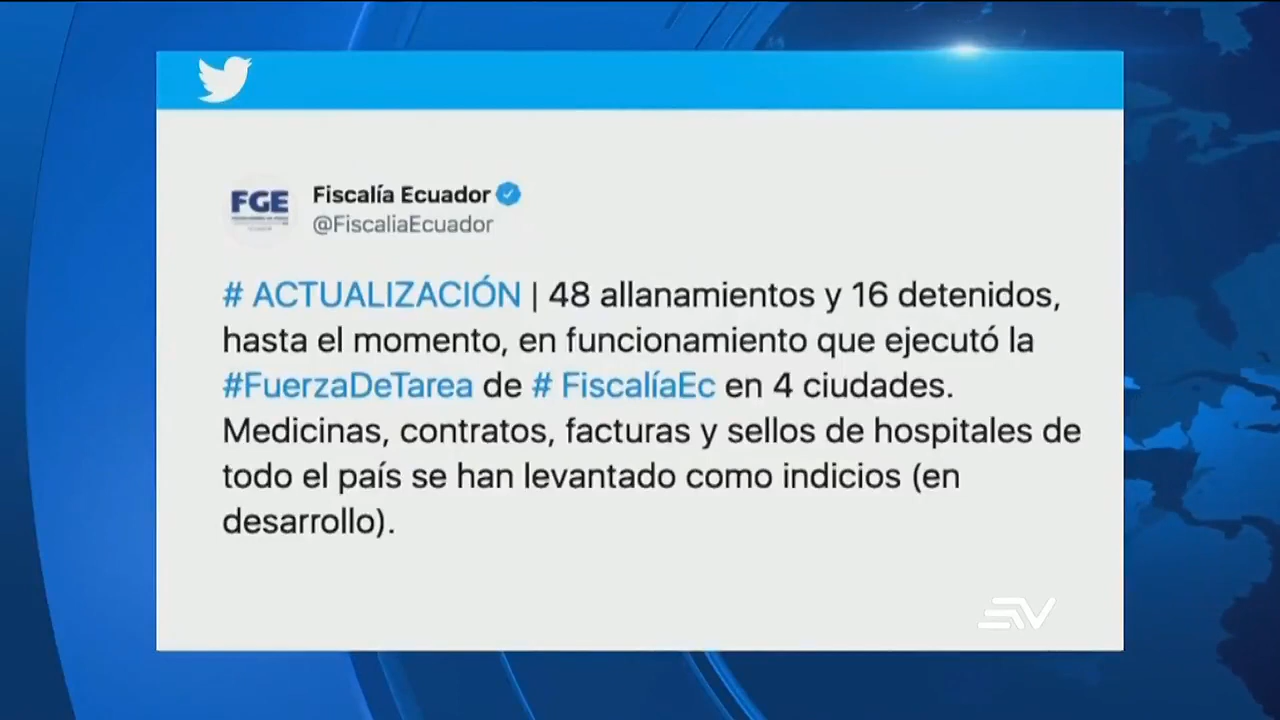 FGE
Fiscalía Ecuador
@FiscaliaEcuador
# ACTUALIZACIÓN | 48 allanamientos y 16 detenidos,
hasta el momento, en funcionamiento que ejecutó la
#FuerzaDeTarea de # FiscalíaEc en 4 ciudades.
Medicinas, contratos, facturas y sellos de hospitales de
todo el país se han levantado como indicios (en
desarrollo).